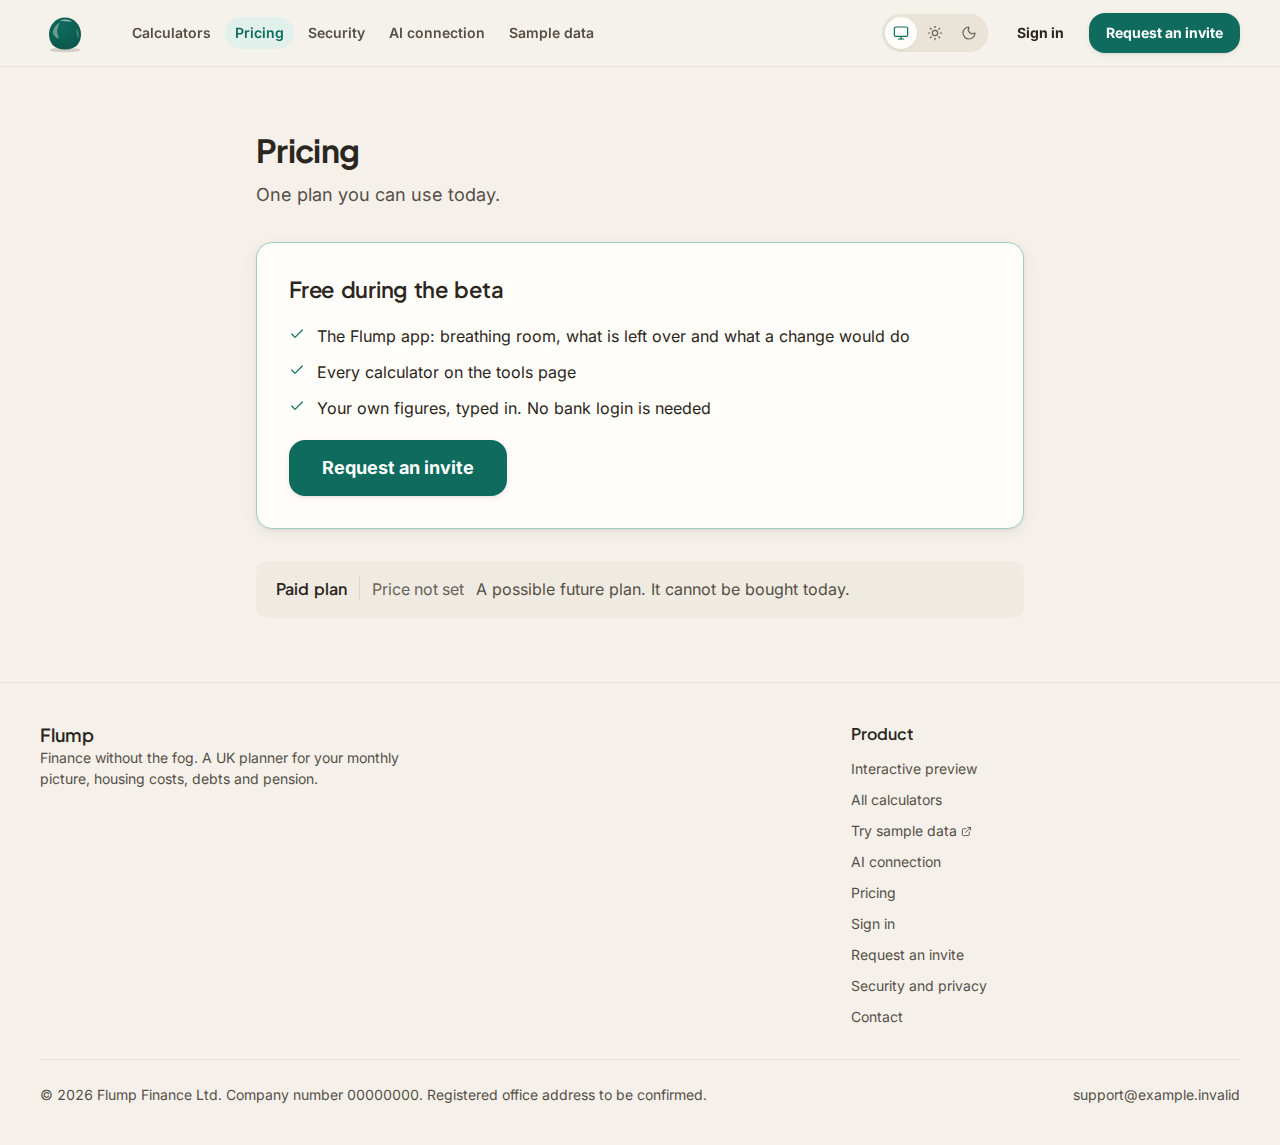 Calculators Pricing Security AI connection Sample data Sign in Request an invite
Pricing
One plan you can use today.
Free during the beta
The Flump app: breathing room, what is left over and what a change would do
Every calculator on the tools page
Your own figures, typed in. No bank login is needed
Request an invite
Paid plan Price not set A possible future plan. It cannot be bought today.
Flump
Finance without the fog. A UK planner for your monthly
picture, housing costs, debts and pension.
Product
Interactive preview
All calculators
Try sample data
AI connection
Pricing
Sign in
Request an invite
Security and privacy
Contact
© 2026 Flump Finance Ltd. Company number 00000000. Registered office address to be confirmed.
support@example.invalid